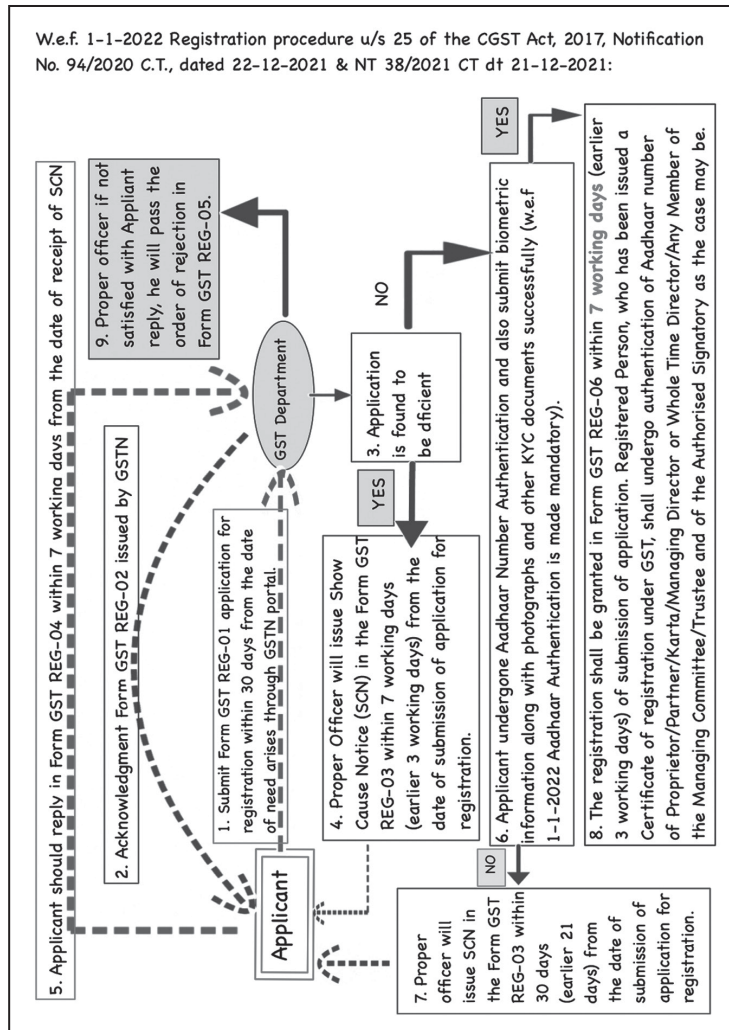 W.e.f. 1-1-2022 Registration procedure u/s 25 of the CGST Act, 2017, Notification
No. 94/2020 C.T., dated 22-12-2021 & NT 38/2021 CT dt 21-12-2021:
5. Applicant should reply in Form GST REG-04 within 7 working days from the date of receipt of SCN
2. Acknowledgment Form GST REG-02 issued by GSTN
9. Proper officer if not
satisfied with Appliant
reply, he will pass the
order of rejection in
Form GST REG-05.
1. Submit Form GST REG-01 application for
registration within 30 days from the date
of need arises through GSTN portal.
Applicant
GST Department
3. Application
is found to
be dficient
YES
NO
4. Proper Officer will issue Show
Cause Notice (SCN) in the Form GST
REG-03 within 7 working days
(earlier 3 working days) from the
date of submission of application for
registration.
6. Applicant undergone Aadhaar Number Authentication and also submit biometric
information along with photographs and other KYC documents successfully (w.e.f
1-1-2022 Aadhaar Authentication is made mandatory).
NO
YES
7. Proper
officer will
issue SCN in
the Form GST
REG-03 within
30 days
(earlier 21
days) from
the date of
submission of
application for
registration.
8. The registration shall be granted in Form GST REG-06 within 7 working days (earlier
3 working days) of submission of application. Registered Person, who has been issued a
Certificate of registration under GST, shall undergo authentication of Aadhaar number
of Proprietor/Partner/Karta/Managing Director or Whole Time Director/Any Member of
the Managing Committee/Trustee and of the Authorised Signatory as the case may be.